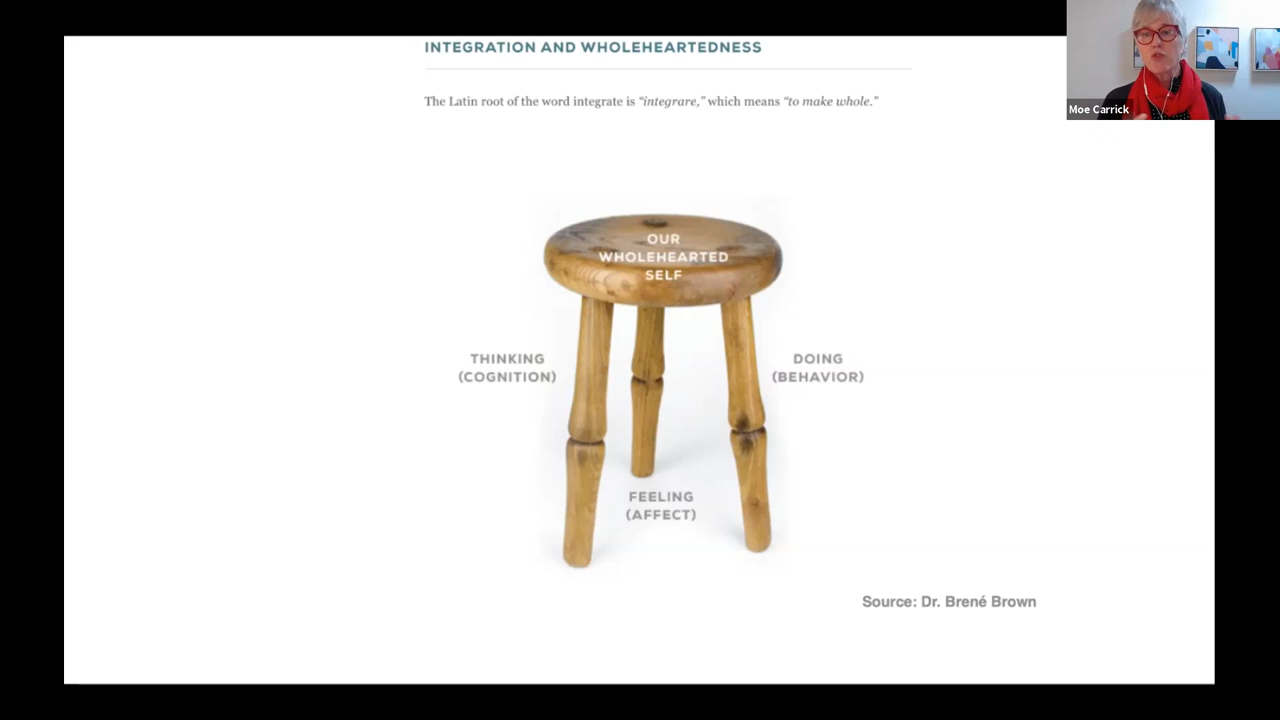 INTEGRATION AND WHOLEHEARTEDNESS
The Latin root of the word integrate is “integrare,” which means “to make whole.”
Moe Carrick
OUR
WHOLEHEARTED
SELF
THINKING
(COGNITION)
DOING
(BEHAVIOR)
FEELING
(AFFECT)
Source: Dr. Brené Brown